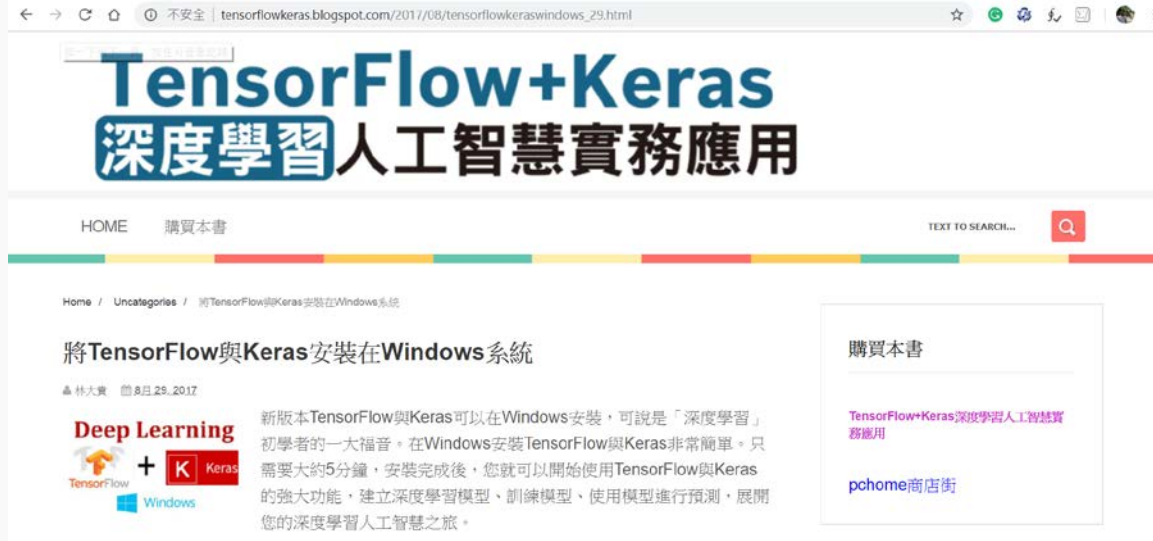 不安全 | tensorflowkeras.blogspot.com/2017/08/tensorflowkeraswindows_29.html
TensorFlow+Keras
深度學習人工智慧實務應用
HOME 購買本書
TEXT TO SEARCH...
Home / Uncategories / 將TensorFlow與Keras安裝在Windows系統
將TensorFlow與Keras安裝在Windows系統
林大貴 8月 29, 2017
Deep Learning
+ K Keras
TensorFlow
Windows
新版本TensorFlow與Keras可以在Windows安裝，可說是「深度學習」
初學者的一大福音。在Windows安裝TensorFlow與Keras非常簡單。只
需要大約5分鐘，安裝完成後，您就可以開始使用TensorFlow與Keras
的強大功能，建立深度學習模型、訓練模型、使用模型進行預測，展開
您的深度學習人工智慧之旅。
購買本書
TensorFlow+Keras深度學習人工智慧實
務應用
pchome商店街